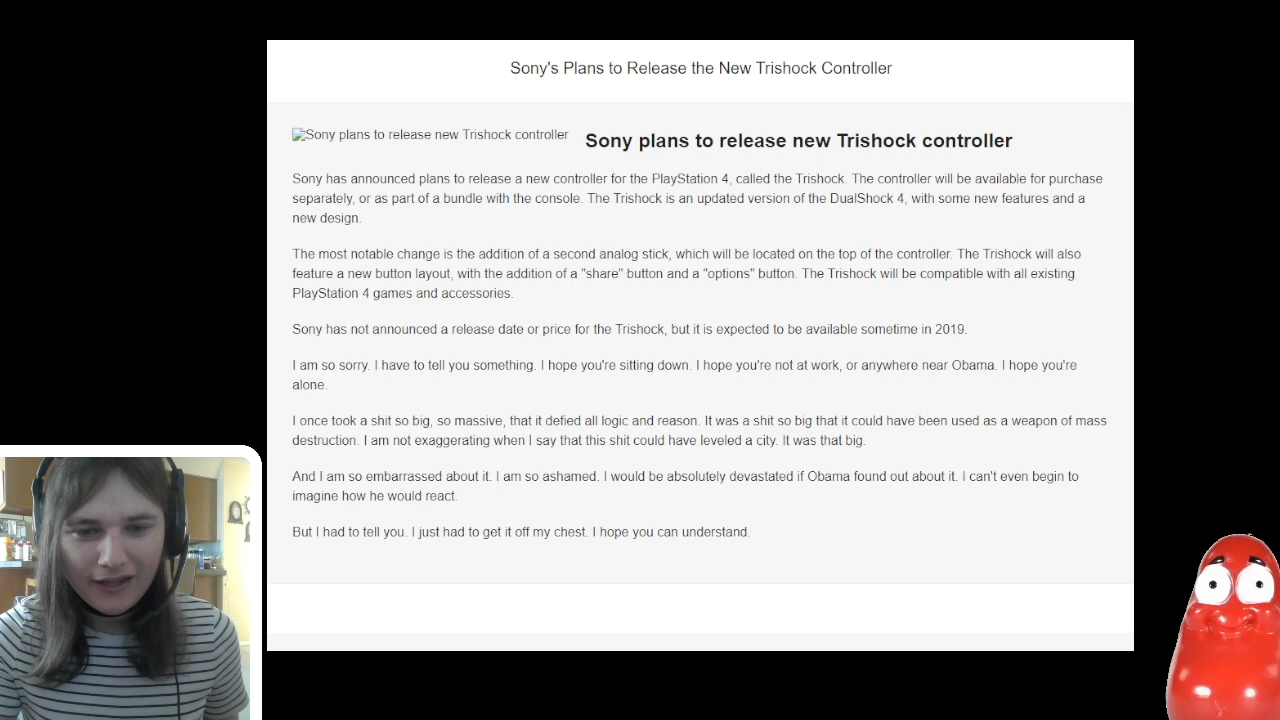 Sony's Plans to Release the New Trishock Controller
Sony plans to release new Trishock controller
Sony plans to release new Trishock controller
Sony has announced plans to release a new controller for the PlayStation 4, called the Trishock. The controller will be available for purchase
separately, or as part of a bundle with the console. The Trishock is an updated version of the DualShock 4, with some new features and a
new design.
The most notable change is the addition of a second analog stick, which will be located on the top of the controller. The Trishock will also
feature a new button layout, with the addition of a "share" button and a "options" button. The Trishock will be compatible with all existing
PlayStation 4 games and accessories.
Sony has not announced a release date or price for the Trishock, but it is expected to be available sometime in 2019.
I am so sorry. I have to tell you something. I hope you're sitting down. I hope you're not at work, or anywhere near Obama. I hope you're
alone.
I once took a shit so big, so massive, that it defied all logic and reason. It was a shit so big that it could have been used as a weapon of mass
destruction. I am not exaggerating when I say that this shit could have leveled a city. It was that big.
And I am so embarrassed about it. I am so ashamed. I would be absolutely devastated if Obama found out about it. I can't even begin to
imagine how he would react.
But I had to tell you. I just had to get it off my chest. I hope you can understand.